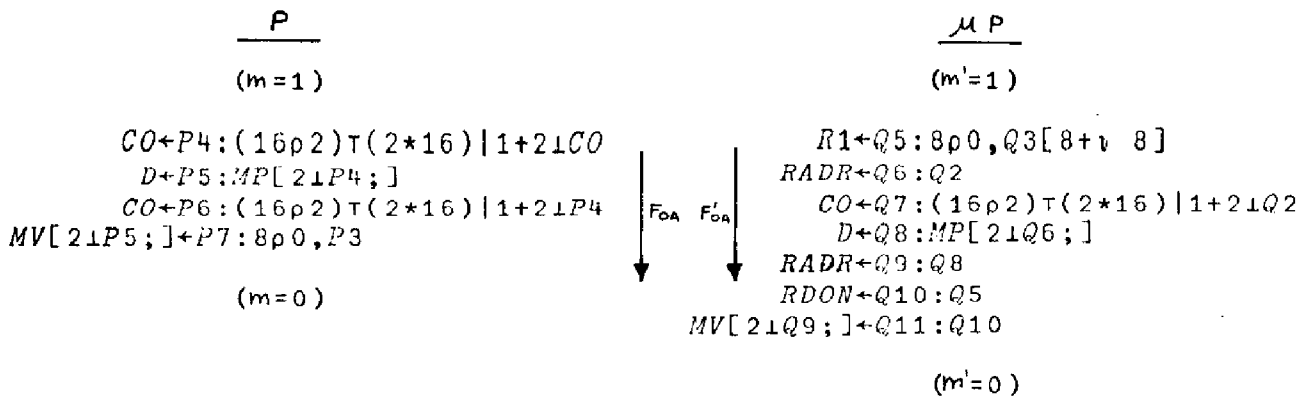 P
μP
(m=1)
(m'=1)
CO←P4:(16ρ2)⊤(2*16)|1+2⊥CO
D←P5:MP[2⊥P4;]
CO←P6:(16ρ2)⊤(2*16)|1+2⊥P4
MV[2⊥P5;]←P7:8ρ0,P3
(m=0)
FOA
F'OA
R1←Q5:8ρ0,Q3[8+⍳ 8]
RADR←Q6:Q2
CO←Q7:(16ρ2)⊤(2*16)|1+2⊥Q2
D←Q8:MP[2⊥Q6;]
RADR←Q9:Q8
RDON←Q10:Q5
MV[2⊥Q9;]←Q11:Q10
(m'=0)